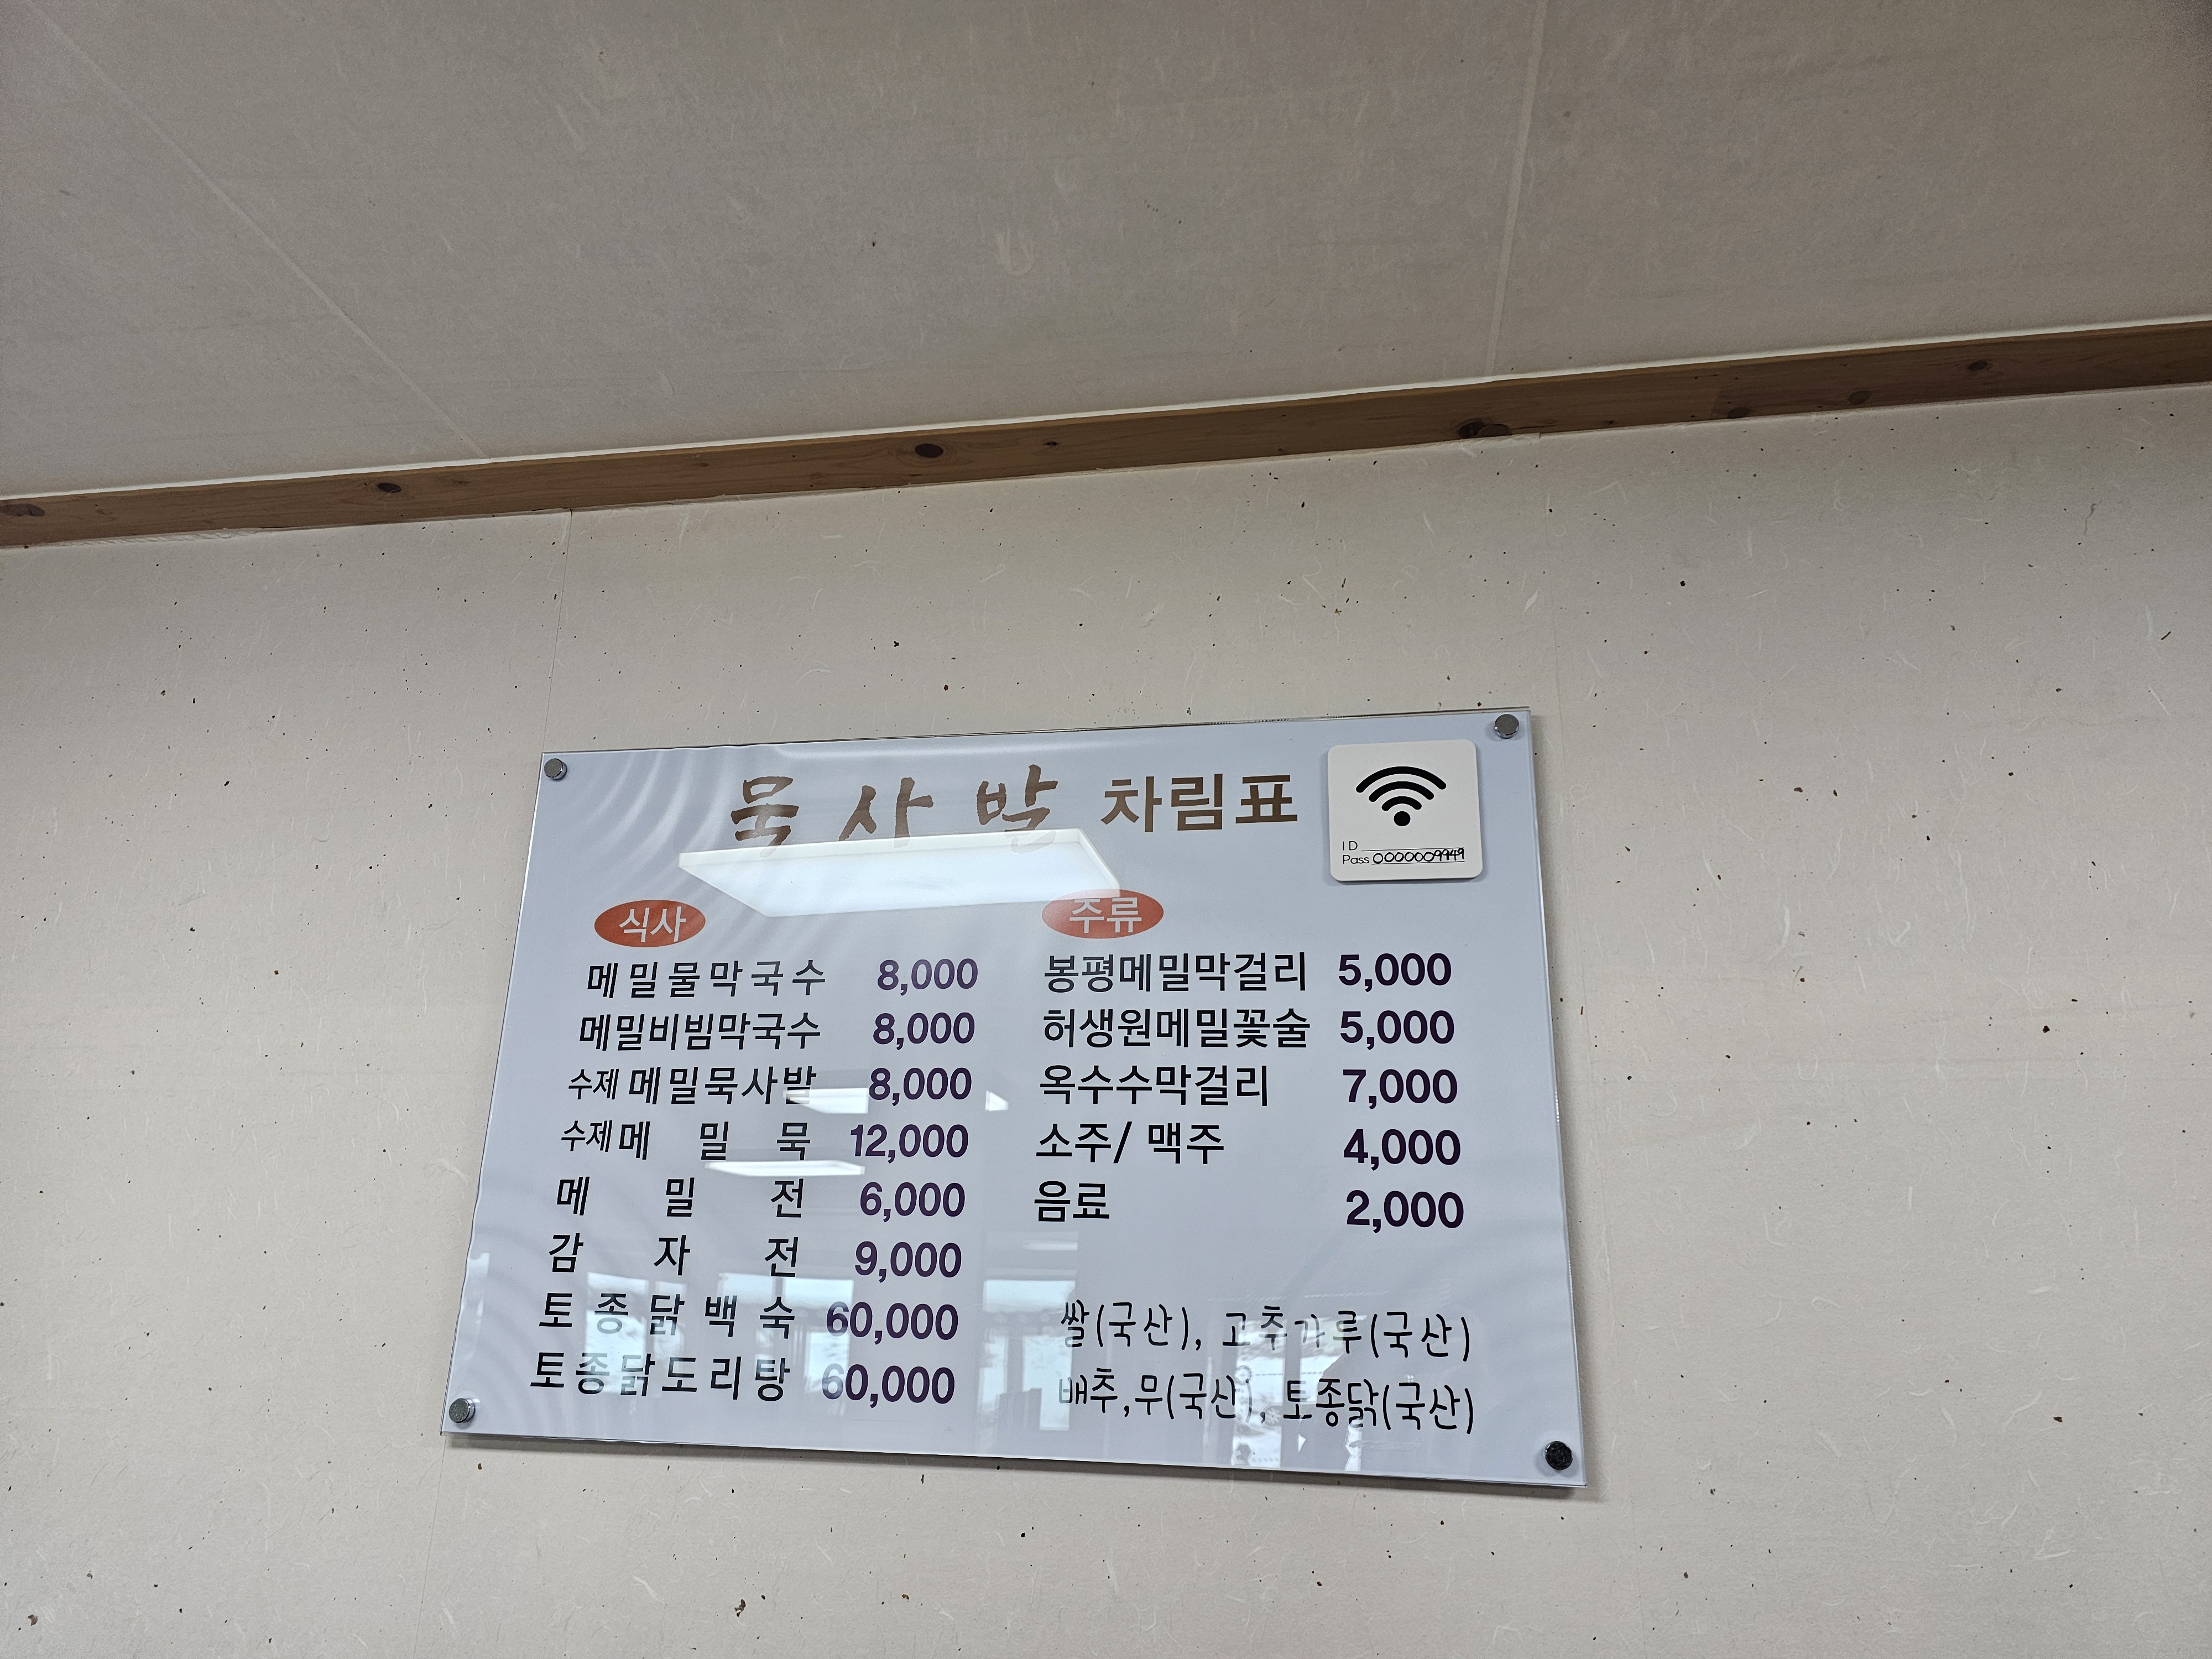 묵사발 차림표
ID
Pass 0000009949
식사
메밀물막국수 8,000
메밀비빔막국수 8,000
수제 메밀묵사발 8,000
수제 메밀묵 12,000
메밀전 6,000
감자전 9,000
토종닭백숙 60,000
토종닭도리탕 60,000
주류
봉평메밀막걸리 5,000
허생원메밀꽃술 5,000
옥수수막걸리 7,000
소주/ 맥주 4,000
음료 2,000
쌀(국산), 고추가루(국산)
배추,무(국산), 토종닭(국산)